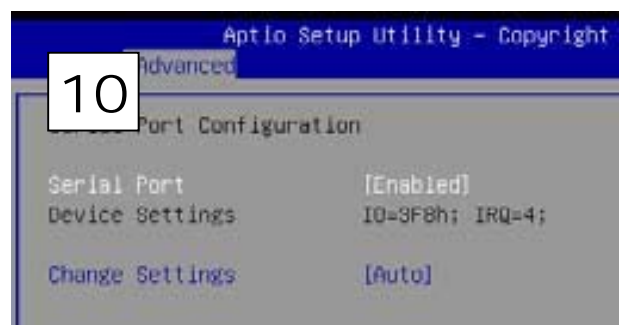 Aptio Setup Utility – Copyright
Advanced
10
Port Configuration
Serial Port [Enabled]
Device Settings IO=3F8h; IRQ=4;
Change Settings [Auto]